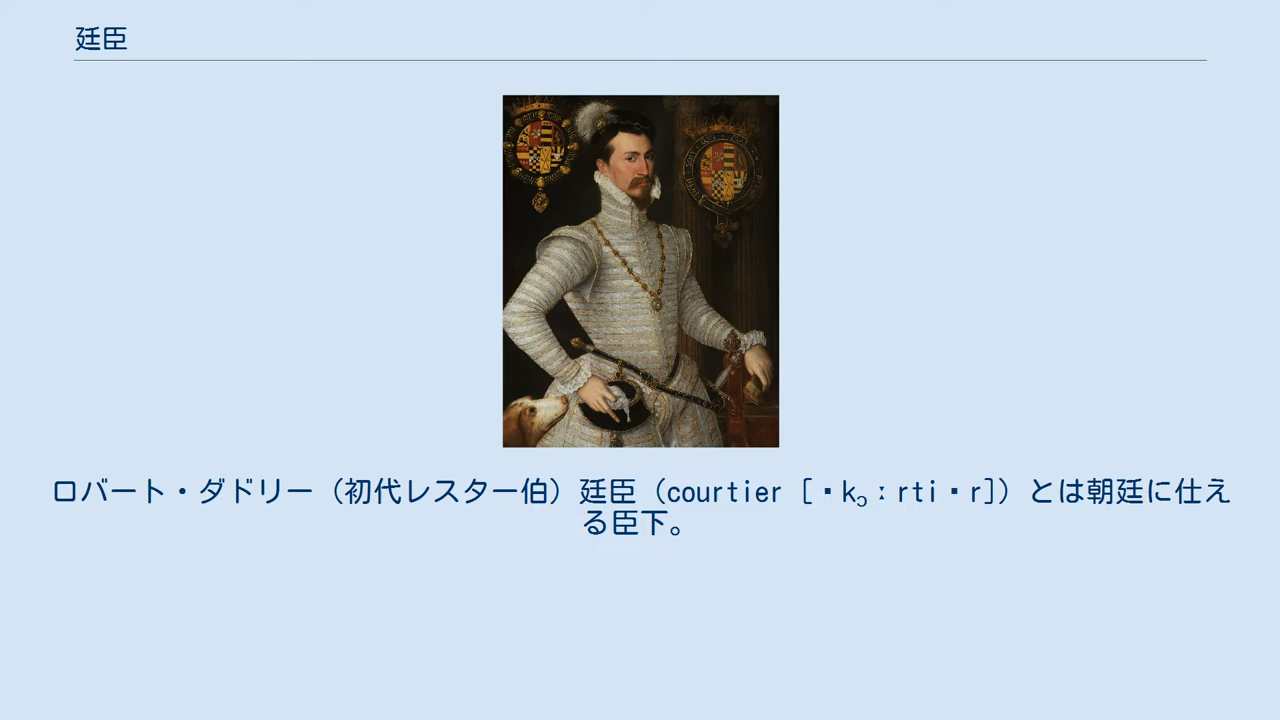 廷臣
ロバート・ダドリー（初代レスター伯）廷臣（courtier [▪kɔːrti▪r]）とは朝廷に仕え
る臣下。